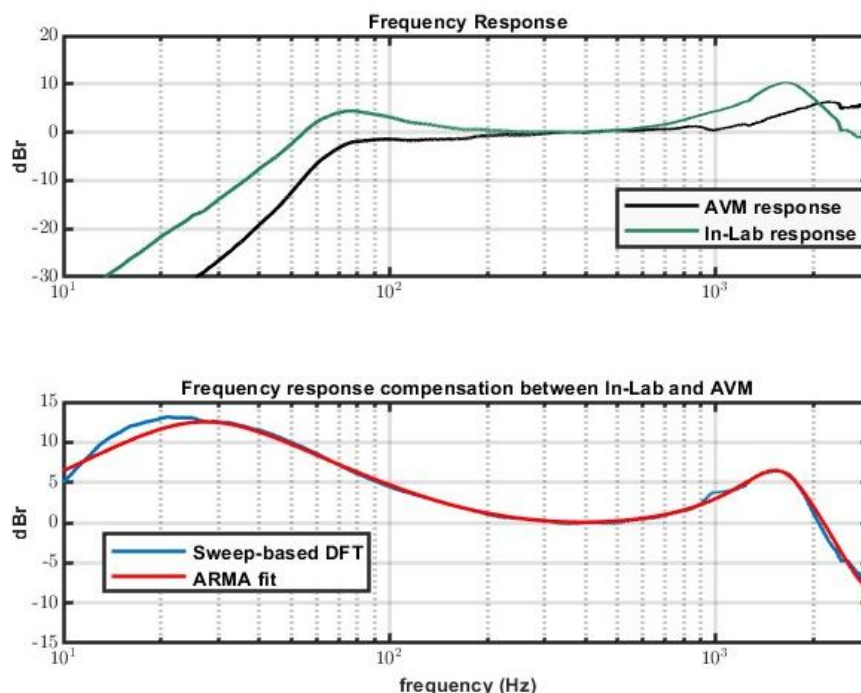 Frequency Response
20
10
0
-10
-20
-30
dBr
AVM response
In-Lab response
10¹
10²
10³
Frequency response compensation between In-Lab and AVM
15
10
5
0
-5
-10
-15
dBr
Sweep-based DFT
ARMA fit
10¹
10²
10³
frequency (Hz)